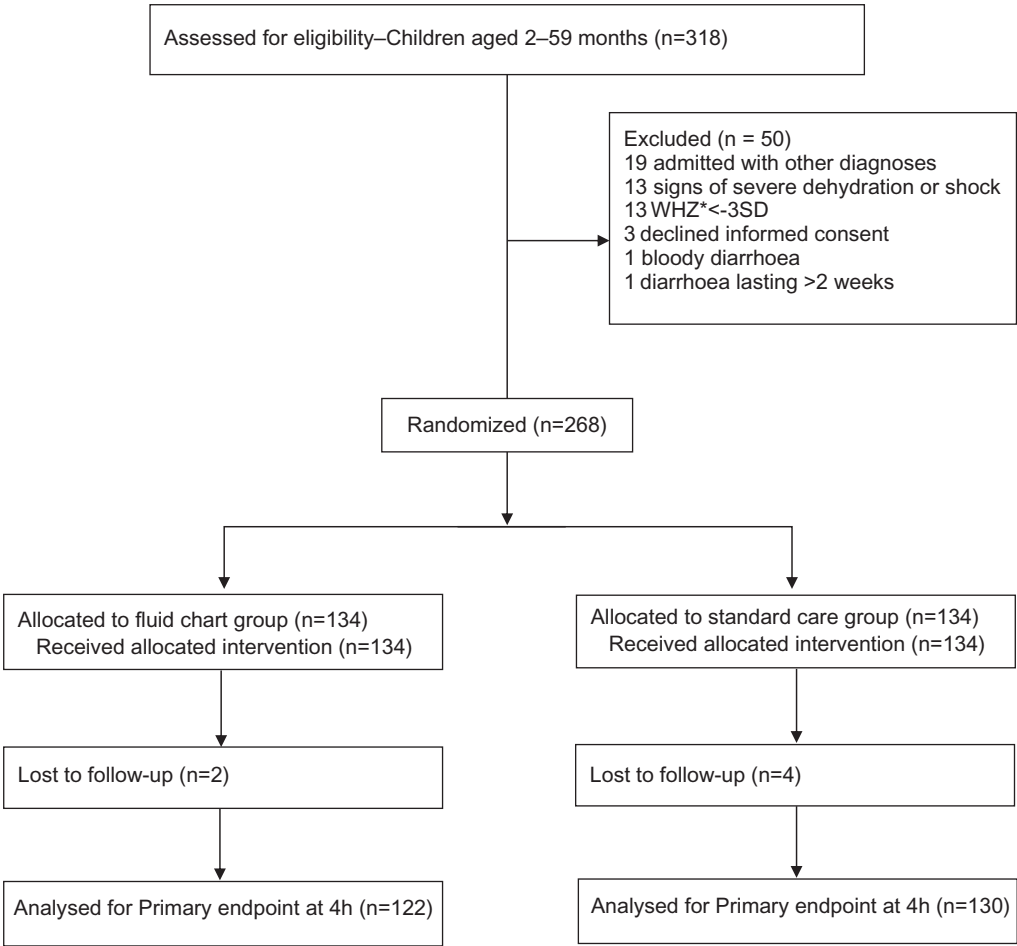 Assessed for eligibility–Children aged 2–59 months (n=318)
Excluded (n = 50)
19 admitted with other diagnoses
13 signs of severe dehydration or shock
13 WHZ*<-3SD
3 declined informed consent
1 bloody diarrhoea
1 diarrhoea lasting >2 weeks
Randomized (n=268)
Allocated to fluid chart group (n=134)
Received allocated intervention (n=134)
Allocated to standard care group (n=134)
Received allocated intervention (n=134)
Lost to follow-up (n=2)
Lost to follow-up (n=4)
Analysed for Primary endpoint at 4h (n=122)
Analysed for Primary endpoint at 4h (n=130)